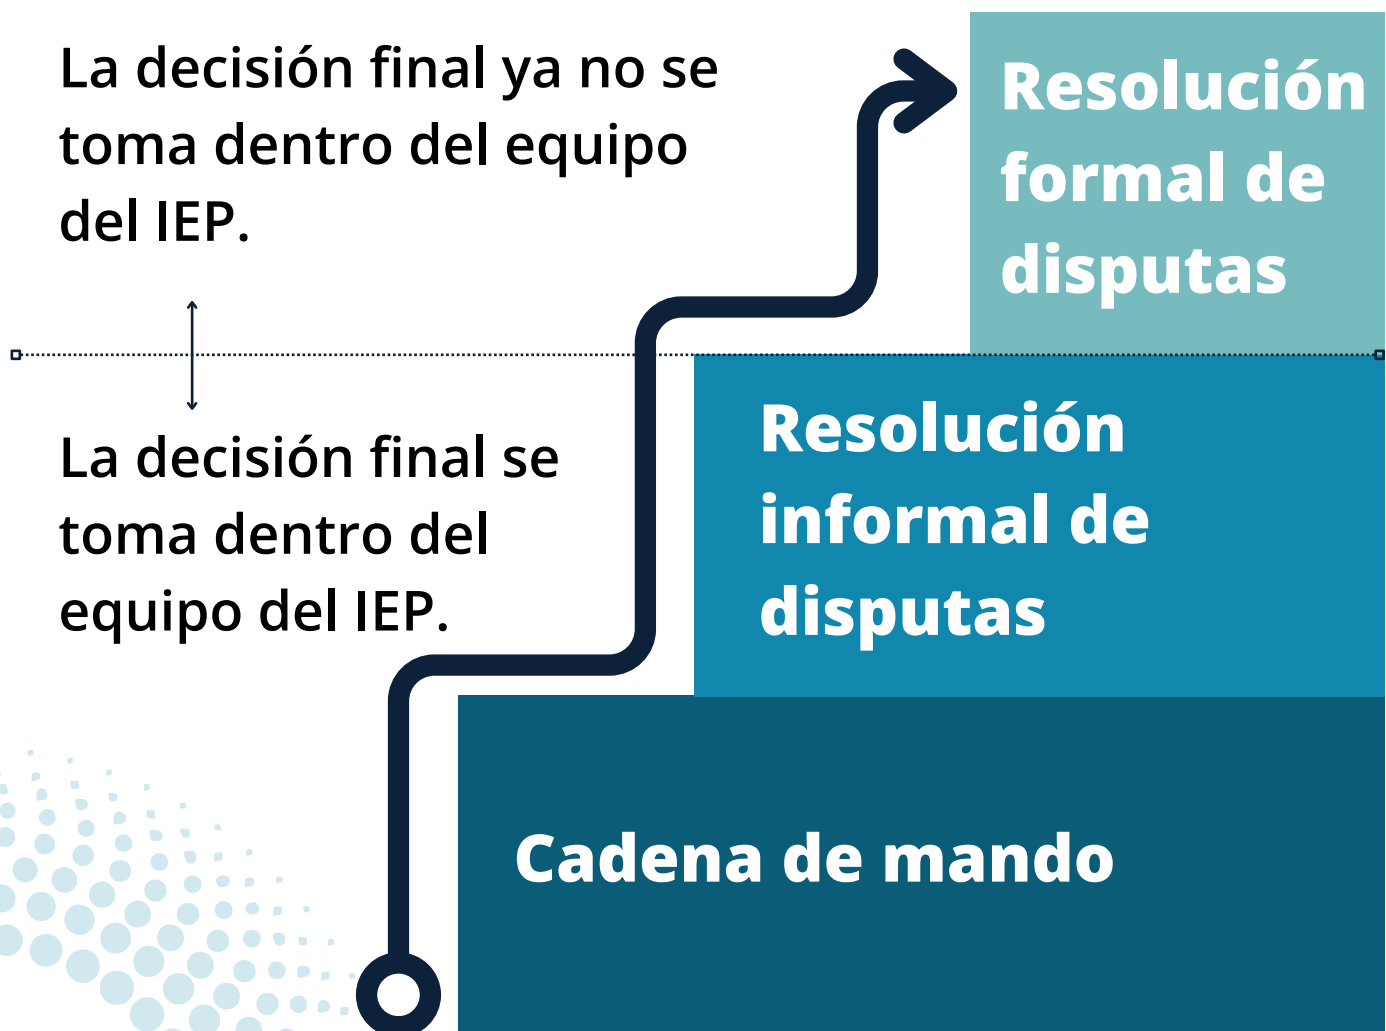 La decisión final ya no se
toma dentro del equipo
del IEP.
Resolución
formal de
disputas
La decisión final se
toma dentro del
equipo del IEP.
Resolución
informal de
disputas
Cadena de mando